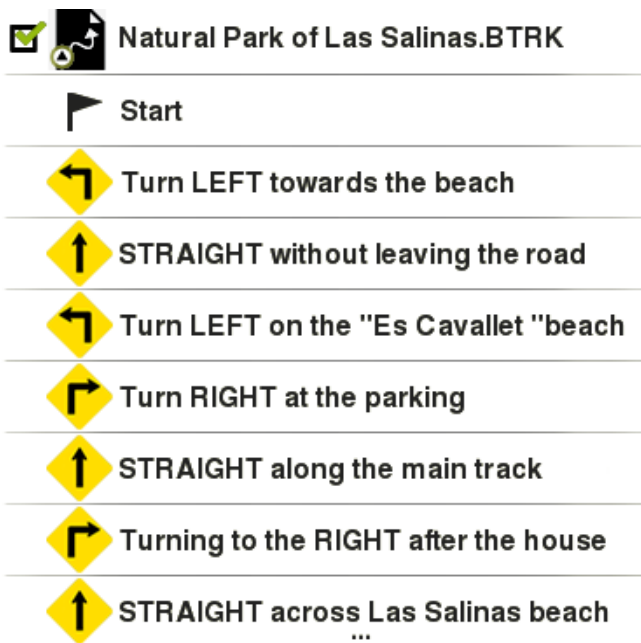 Natural Park of Las Salinas.BTRK
Start
Turn LEFT towards the beach
STRAIGHT without leaving the road
Turn LEFT on the "Es Cavallet "beach
Turn RIGHT at the parking
STRAIGHT along the main track
Turning to the RIGHT after the house
STRAIGHT across Las Salinas beach
...